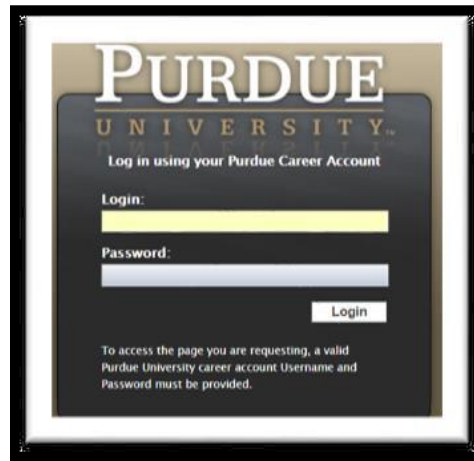 PURDUE
UNIVERSITY™
Log in using your Purdue Career Account
Login:
Password:
Login
To access the page you are requesting, a valid
Purdue University career account Username and
Password must be provided.